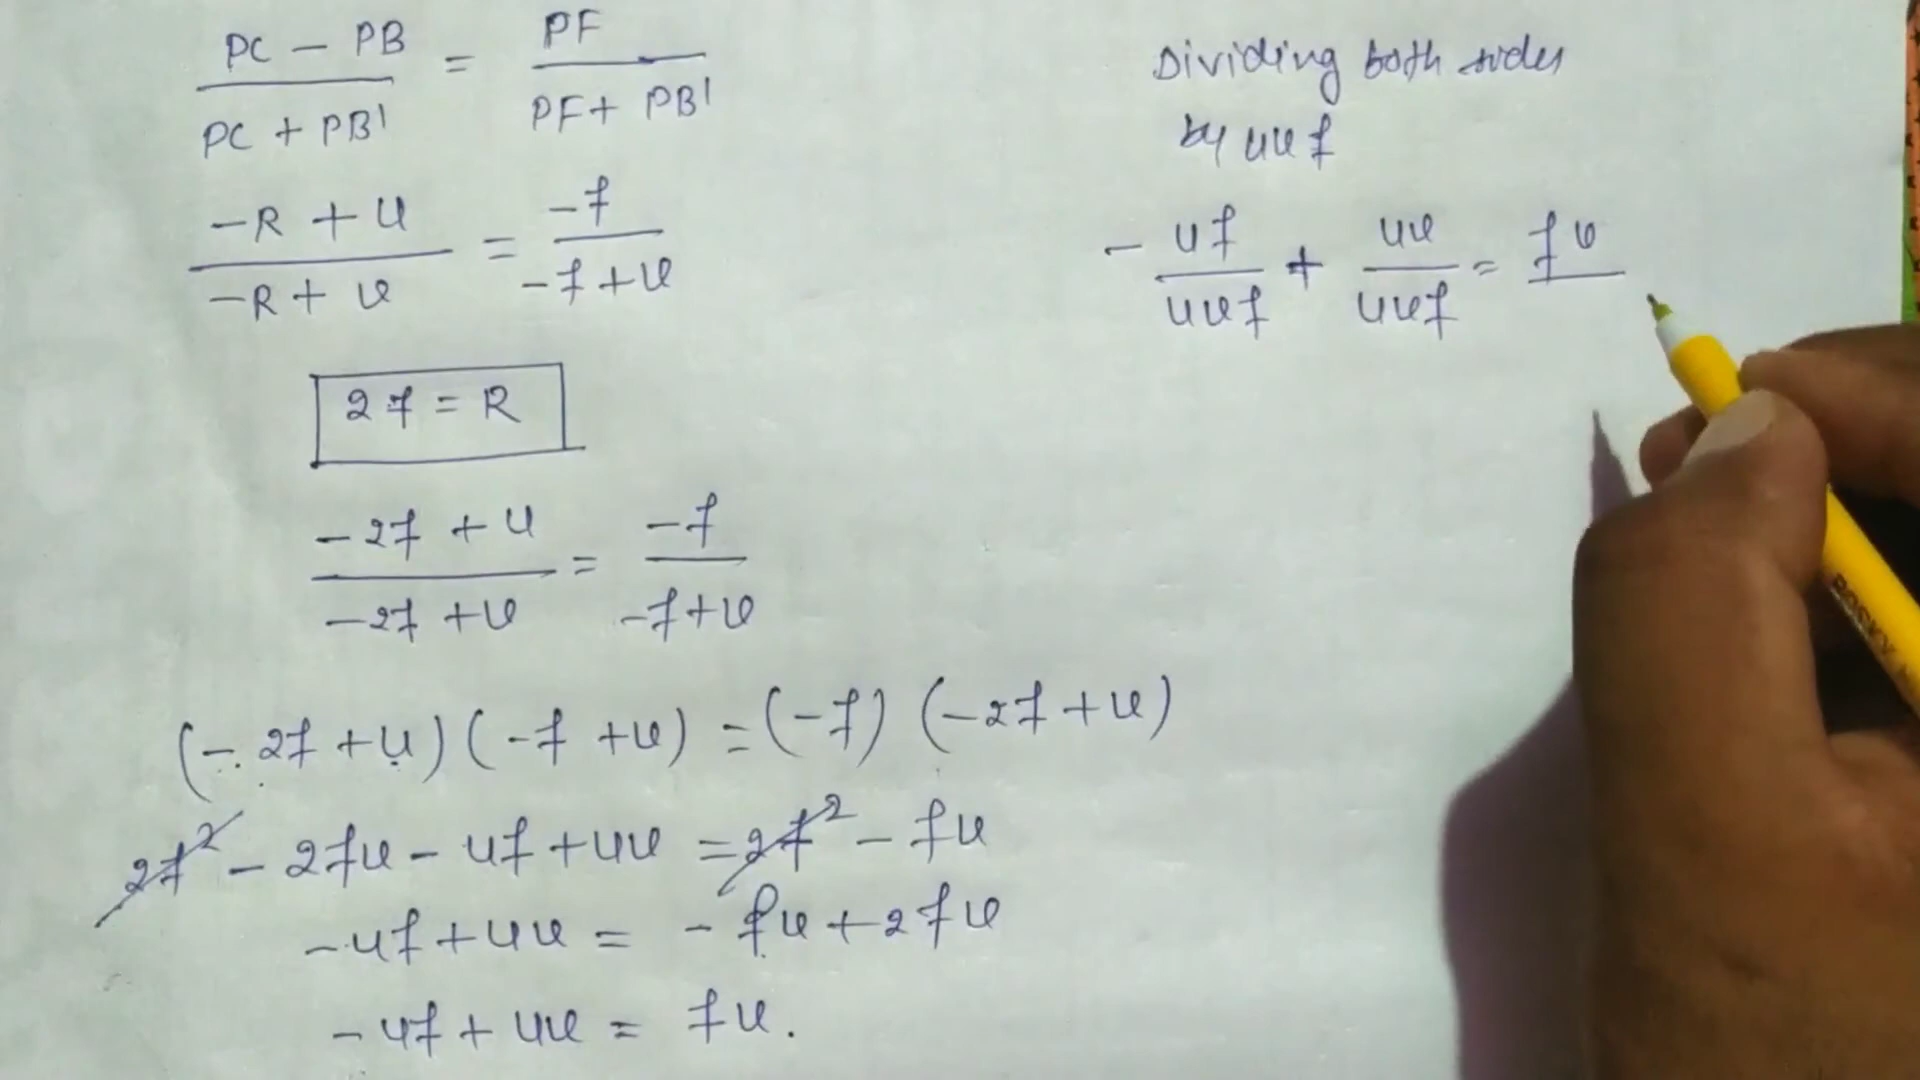 PC - PB / PC + PB' = PF / PF + PB'
-R + u / -R + v = -f / -f + v
2f = R
-2f + u / -2f + v = -f / -f + v
(-2f + u) (-f + v) = (-f) (-2f + v)
2f² - 2fv - uf + uv = 2f² - fv
-uf + uv = - fv + 2fv
-uf + uv = fv.
Dividing both sides
by uvf
- uf / uvf + uv / uvf = fv /